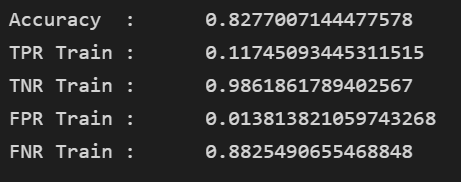 Accuracy  :      0.8277007144477578
TPR Train :      0.11745093445311515
TNR Train :      0.9861861789402567
FPR Train :      0.013813821059743268
FNR Train :      0.8825490655468848